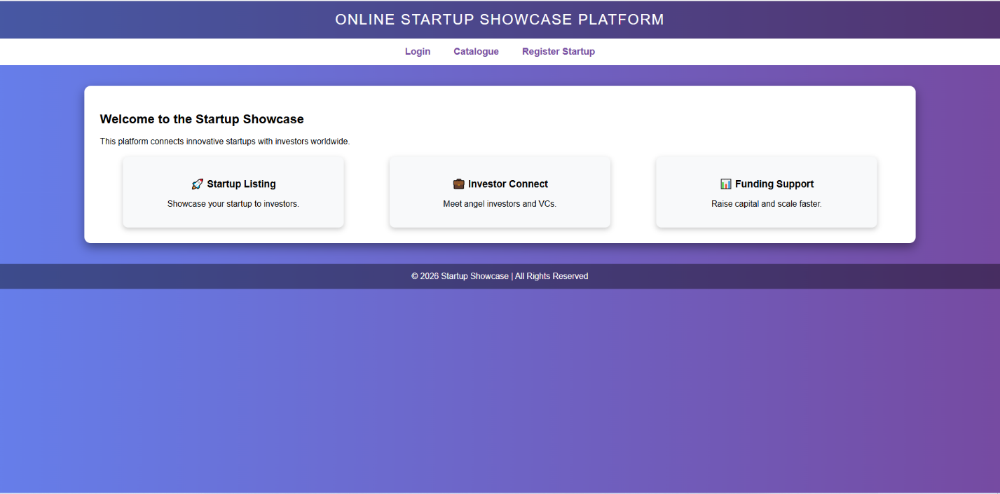 ONLINE STARTUP SHOWCASE PLATFORM
Login Catalogue Register Startup
Welcome to the Startup Showcase
This platform connects innovative startups with investors worldwide.
🚀 Startup Listing
Showcase your startup to investors.
💼 Investor Connect
Meet angel investors and VCs.
📊 Funding Support
Raise capital and scale faster.
© 2026 Startup Showcase | All Rights Reserved